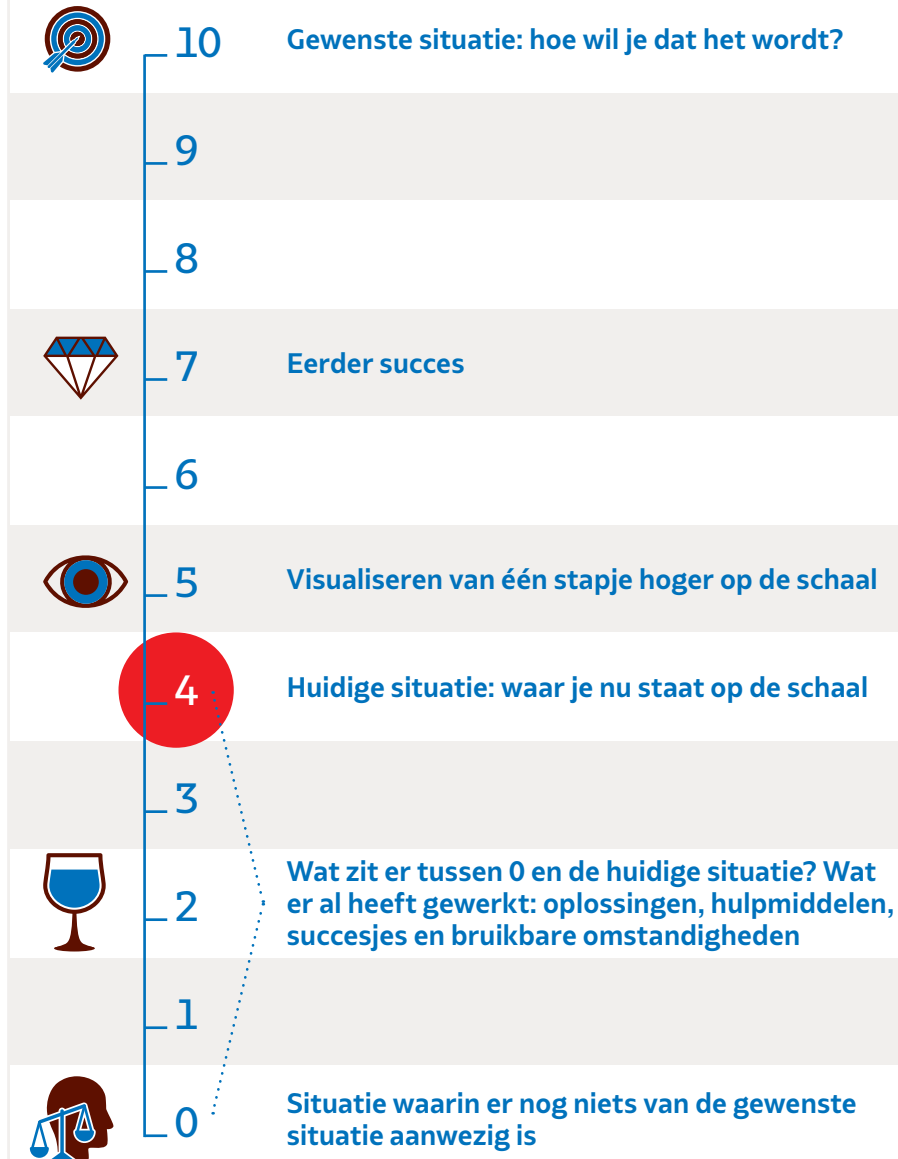 10 Gewenste situatie: hoe wil je dat het wordt?
9
8
7 Eerder succes
6
5 Visualiseren van één stapje hoger op de schaal
4 Huidige situatie: waar je nu staat op de schaal
3
Wat zit er tussen 0 en de huidige situatie? Wat
2 er al heeft gewerkt: oplossingen, hulpmiddelen,
succesjes en bruikbare omstandigheden
1
0 Situatie waarin er nog niets van de gewenste
situatie aanwezig is